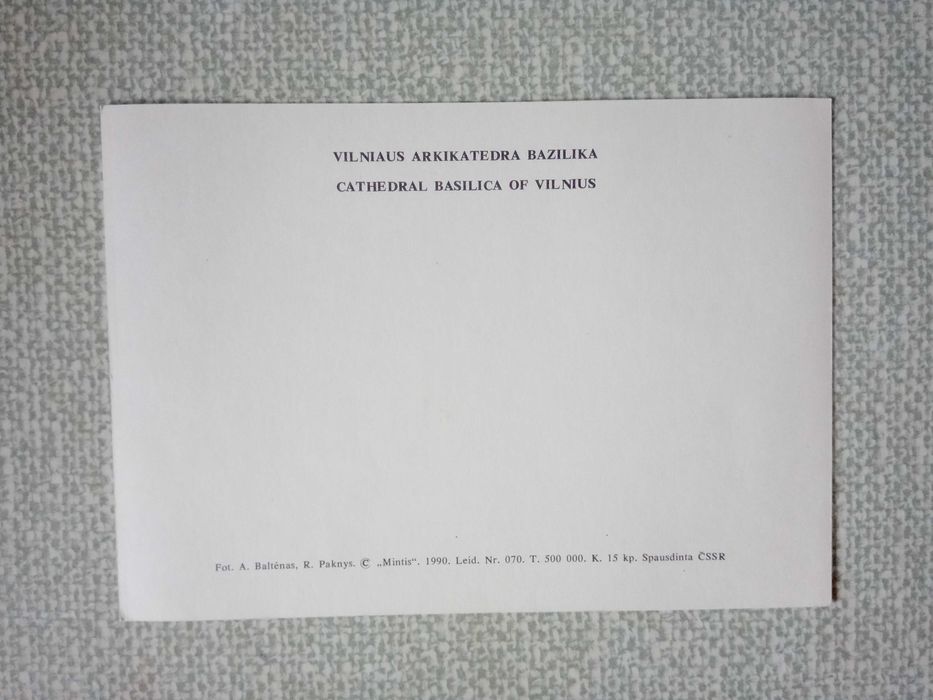 VILNIAUS ARKIKATEDRA BAZILIKA
CATHEDRAL BASILICA OF VILNIUS
Fot. A. Baltėnas, R. Paknys. © „Mintis“. 1990. Leid. Nr. 070. T. 500 000. K. 15 kp. Spausdinta ČSSR